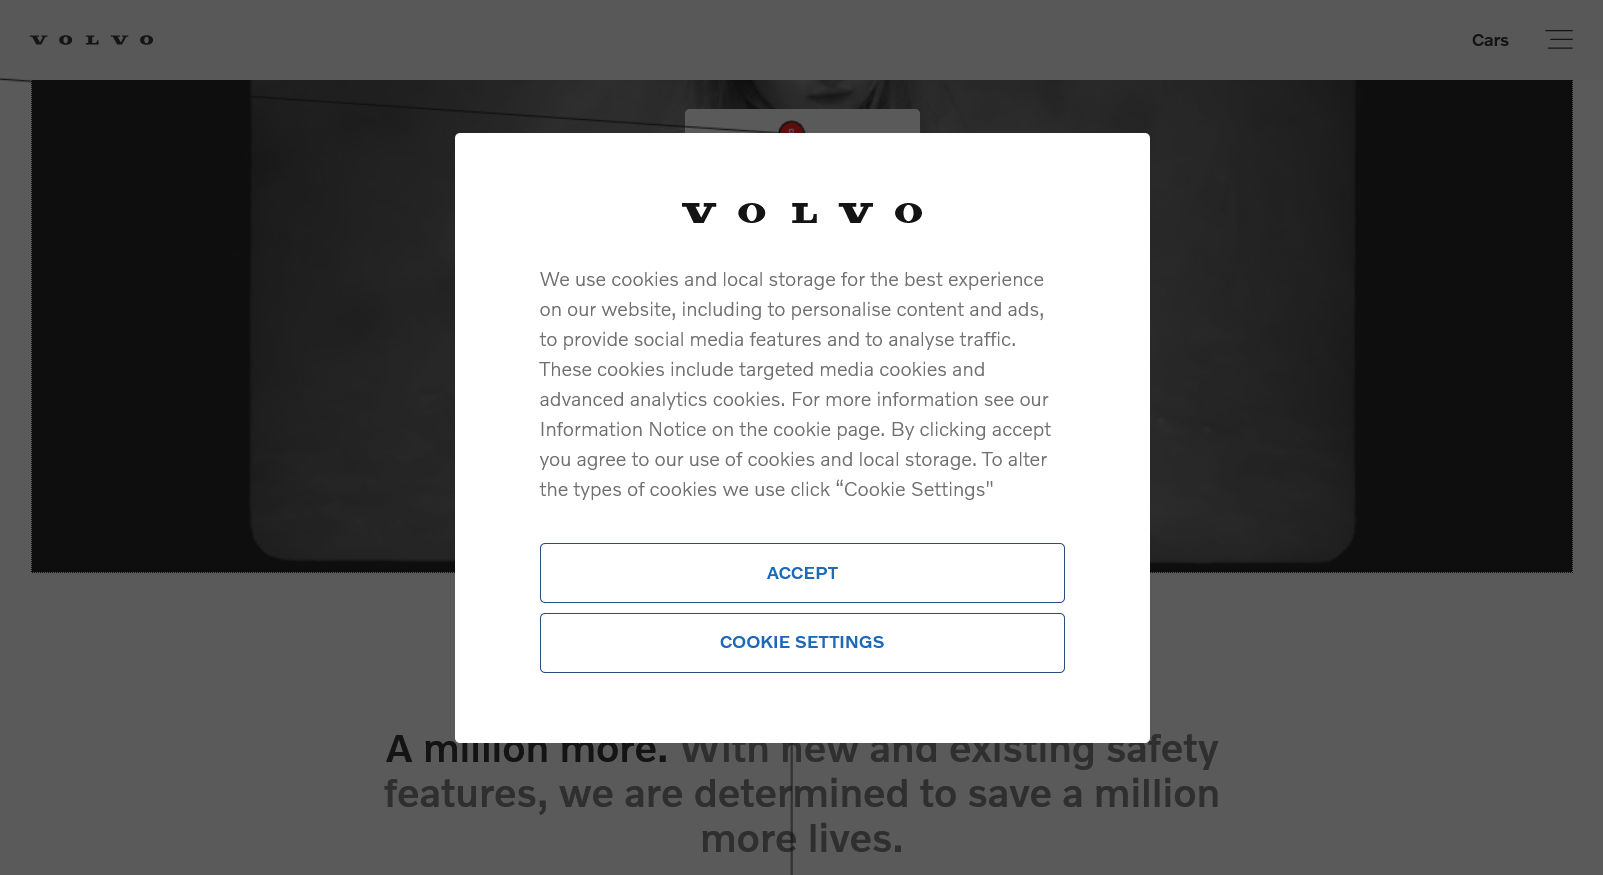 VOLVO
Cars
VOLVO
We use cookies and local storage for the best experience
on our website, including to personalise content and ads,
to provide social media features and to analyse traffic.
These cookies include targeted media cookies and
advanced analytics cookies. For more information see our
Information Notice on the cookie page. By clicking accept
you agree to our use of cookies and local storage. To alter
the types of cookies we use click “Cookie Settings"
ACCEPT
COOKIE SETTINGS
A million more. With new and existing safety
features, we are determined to save a million
more lives.